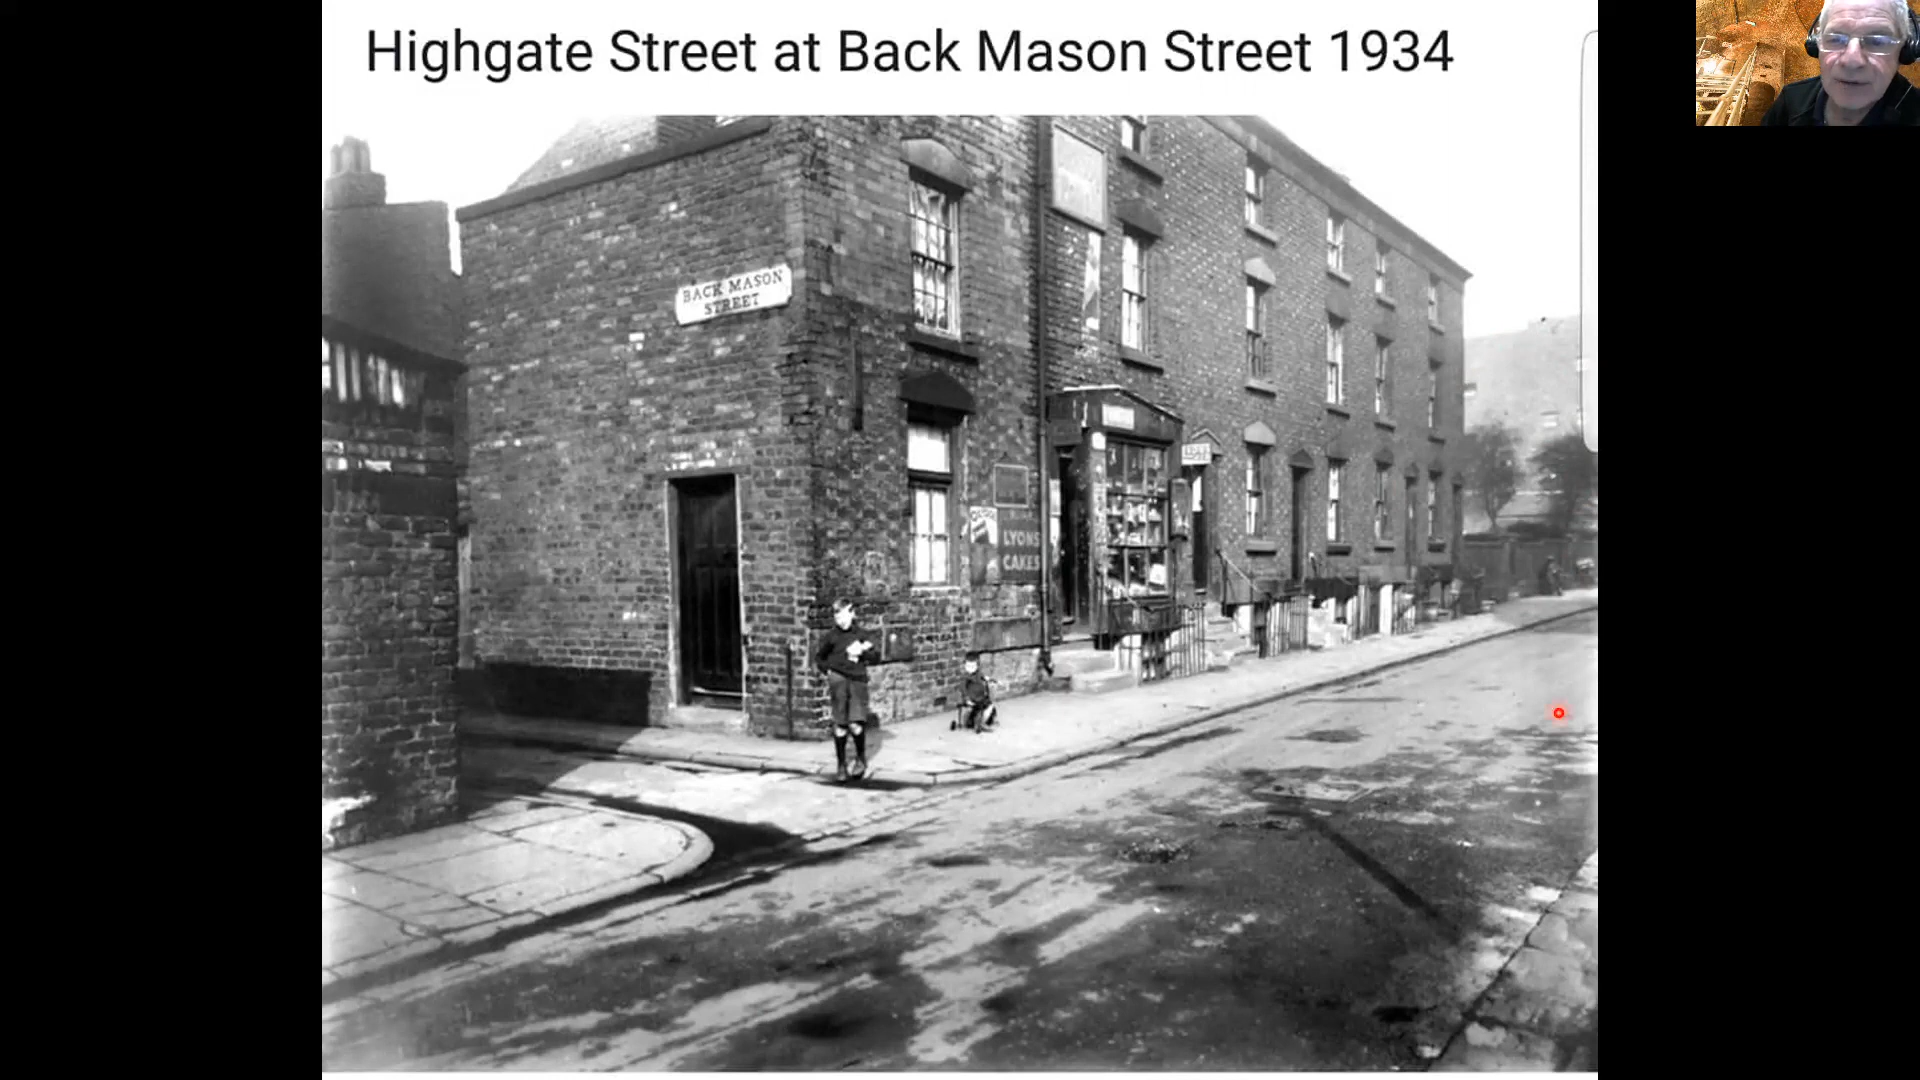 Highgate Street at Back Mason Street 1934
BACK MASON
STREET
LYONS'
CAKES